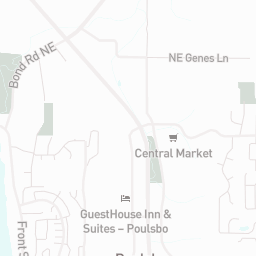 Bond Rd NE
NE Genes Ln
Central Market
GuestHouse Inn &
Suites – Poulsbo
Front S